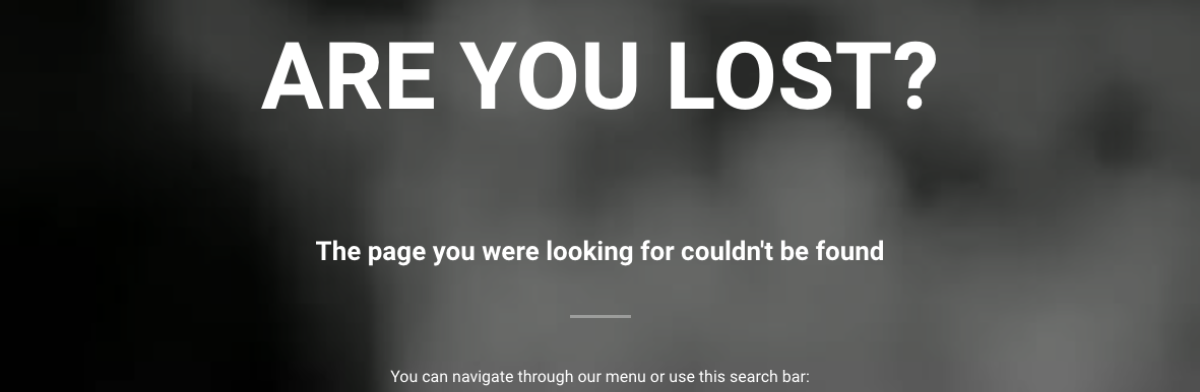 ARE YOU LOST?
The page you were looking for couldn't be found
You can navigate through our menu or use this search bar: